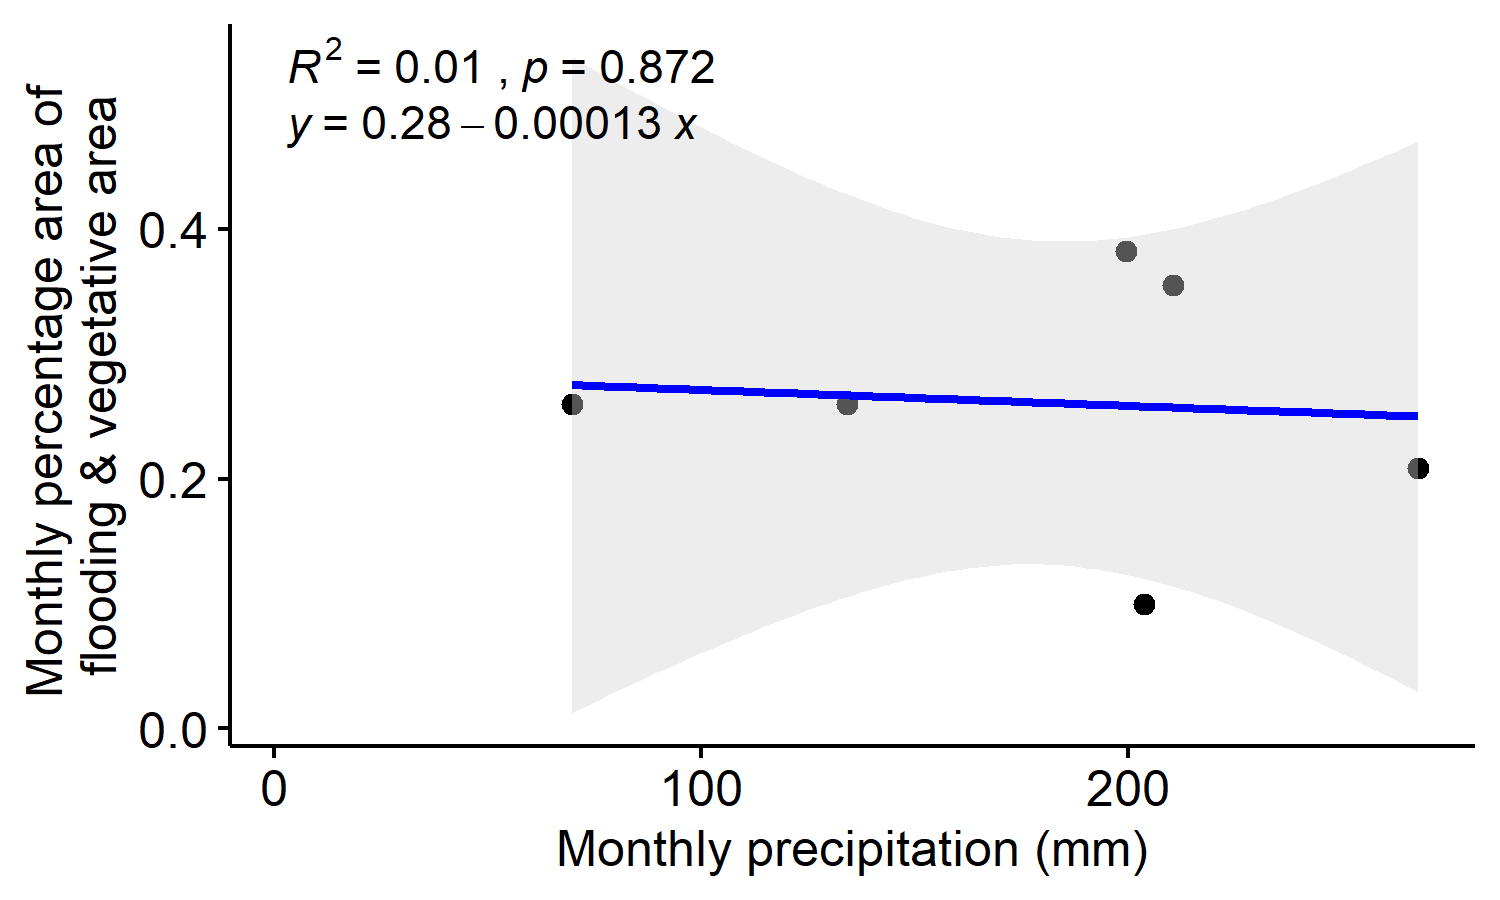 R² = 0.01 , p = 0.872
y = 0.28 – 0.00013 x
Monthly percentage area of
flooding & vegetative area
0.4
0.2
0.0
0
100
200
Monthly precipitation (mm)